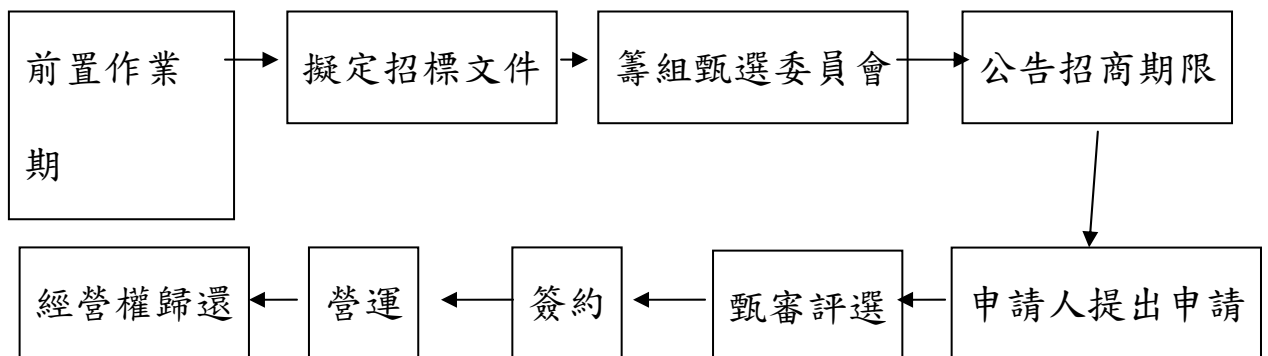 前置作業
期
擬定招標文件
籌組甄選委員會
公告招商期限
申請人提出申請
甄審評選
簽約
營運
經營權歸還